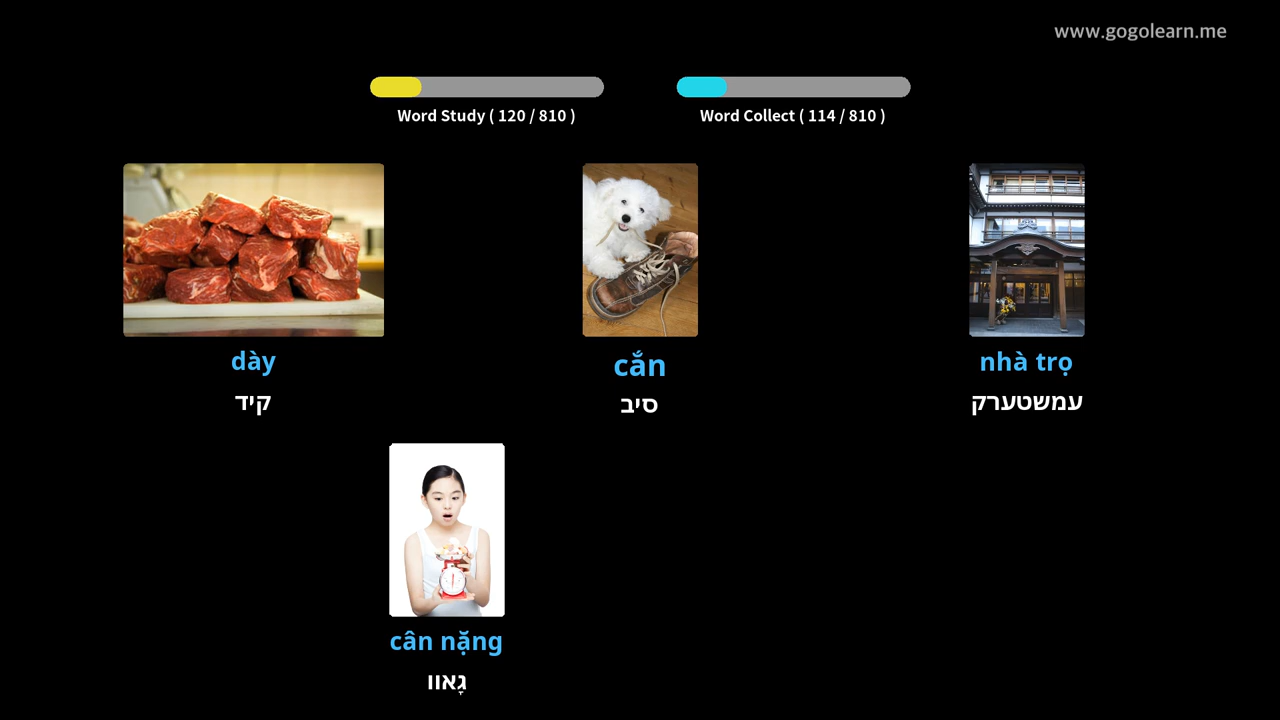 www.gogolearn.me
Word Study ( 120 / 810 )
Word Collect ( 114 / 810 )
dày
קיד
cắn
סיב
nhà trọ
עמשטערק
cân nặng
גָאוו